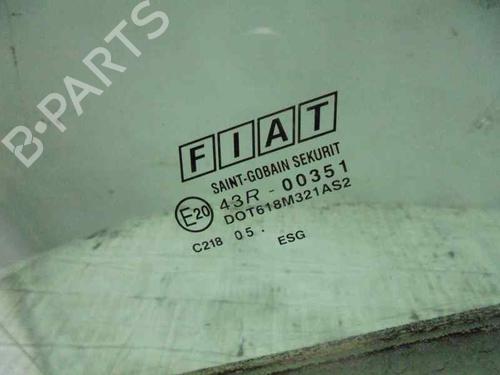 B-PARTS
FIAT
SAINT-GOBAIN SEKURIT
E20 43R - 00351
DOT618M321AS2
C218 05. ESG